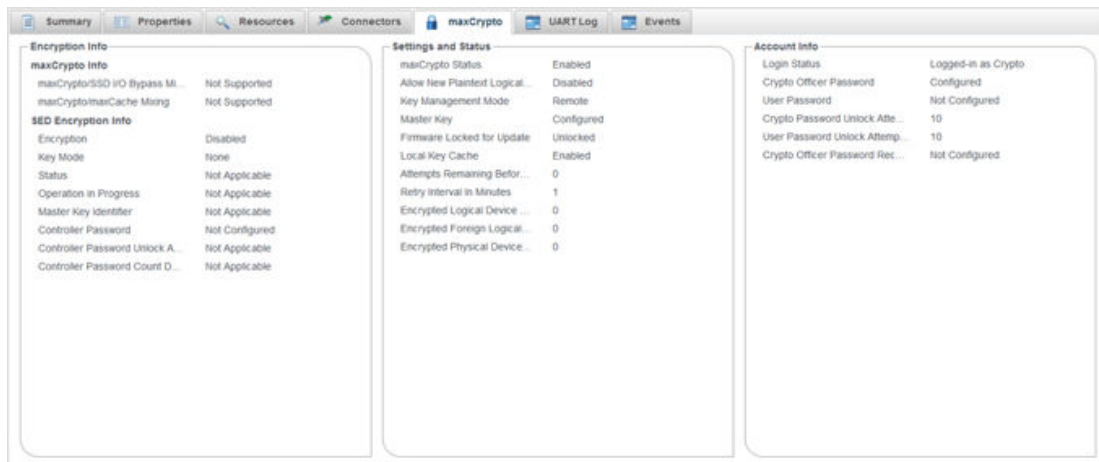 Summary Properties Resources Connectors maxCrypto UART Log Events
Encryption Info
maxCrypto Info
maxCrypto/SSD I/O Bypass Mi... Not Supported
maxCrypto/maxCache Mixing Not Supported
SED Encryption Info
Encryption Disabled
Key Mode None
Status Not Applicable
Operation in Progress Not Applicable
Master Key Identifier Not Applicable
Controller Password Not Configured
Controller Password Unlock A... Not Applicable
Controller Password Count D... Not Applicable
Settings and Status
maxCrypto Status Enabled
Allow New Plaintext Logical... Disabled
Key Management Mode Remote
Master Key Configured
Firmware Locked for Update Unlocked
Local Key Cache Enabled
Attempts Remaining Befor... 0
Retry Interval In Minutes 1
Encrypted Logical Device ... 0
Encrypted Foreign Logical... 0
Encrypted Physical Device... 0
Account Info
Login Status Logged-in as Crypto
Crypto Officer Password Configured
User Password Not Configured
Crypto Password Unlock Atte... 10
User Password Unlock Attemp... 10
Crypto Officer Password Rec... Not Configured